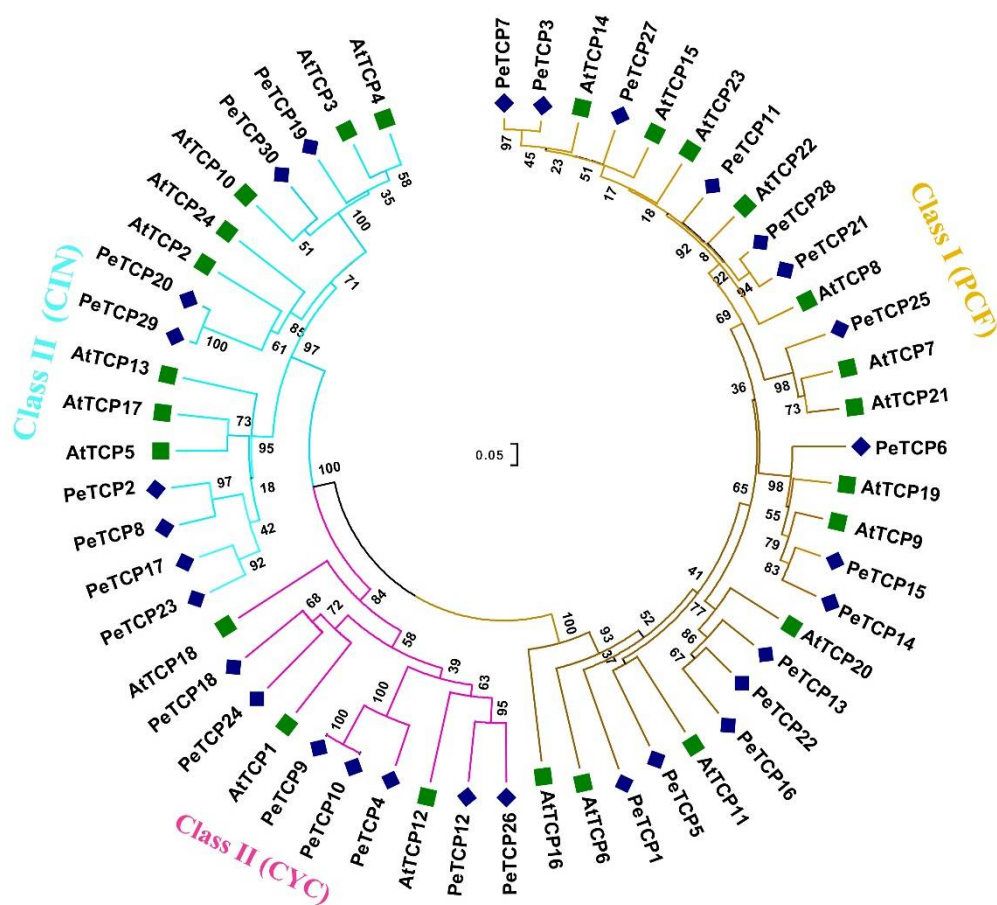 PeTCP7
PeTCP3
AtTCP14
PeTCP27
AtTCP15
AtTCP23
PeTCP11
AtTCP22
PeTCP28
PeTCP21
AtTCP8
PeTCP25
AtTCP7
AtTCP21
PeTCP6
AtTCP19
AtTCP9
PeTCP15
PeTCP14
AtTCP20
PeTCP13
PeTCP22
PeTCP16
AtTCP11
PeTCP5
PeTCP1
AtTCP6
AtTCP16
PeTCP26
PeTCP12
AtTCP12
PeTCP4
PeTCP10
PeTCP9
AtTCP1
PeTCP24
PeTCP18
AtTCP18
PeTCP23
PeTCP17
PeTCP8
PeTCP2
AtTCP5
AtTCP17
AtTCP13
PeTCP29
PeTCP20
AtTCP2
AtTCP24
AtTCP10
PeTCP30
PeTCP19
AtTCP3
AtTCP4
Class I (PCF)
Class II (CYC)
Class II (CIN)
0.05
97
45
23
51
17
18
92
8
22
94
69
98
73
36
98
55
79
83
65
41
77
86
67
52
37
93
100
95
63
39
100
100
58
72
68
84
100
92
42
97
18
95
73
100
61
85
97
71
51
100
35
58